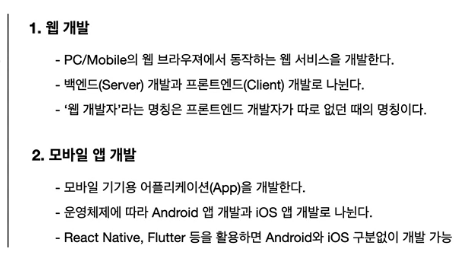 1. 웹 개발
- PC/Mobile의 웹 브라우져에서 동작하는 웹 서비스을 개발한다.
- 백엔드(Server) 개발과 프론트엔드(Client) 개발로 나뉜다.
- ‘웹 개발자’라는 명칭은 프론트엔드 개발자가 따로 없던 때의 명칭이다.
2. 모바일 앱 개발
- 모바일 기기용 어플리케이션(App)을 개발한다.
- 운영체제에 따라 Android 앱 개발과 iOS 앱 개발로 나뉜다.
- React Native, Flutter 등을 활용하면 Android와 iOS 구분없이 개발 가능